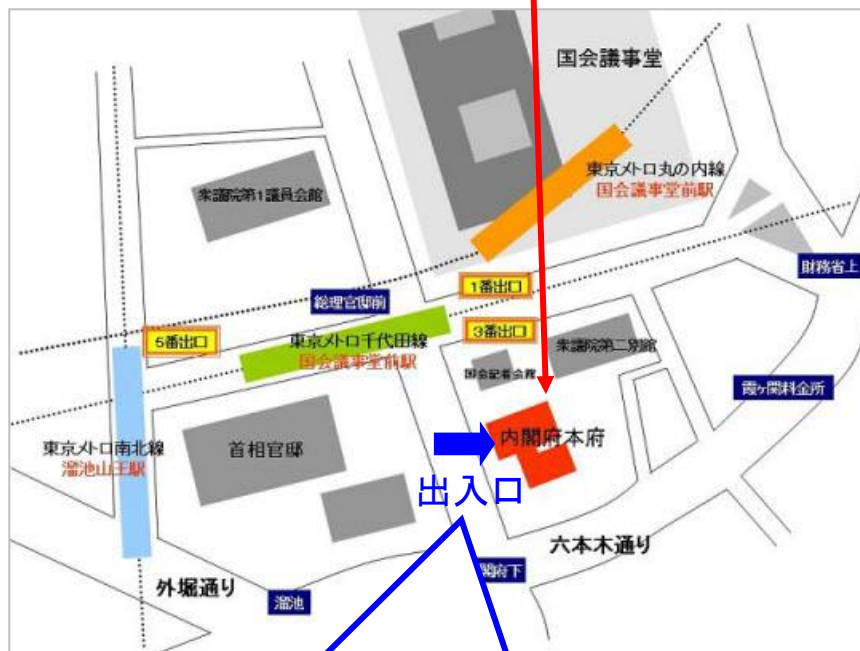 国会議事堂
東京メトロ丸の内線
国会議事堂前駅
衆議院第1議員会館
財務省上
1番出口
総理官邸前
3番出口
5番出口
東京メトロ千代田線
国会議事堂前駅
衆議院第二別館
国会記者会館
霞ヶ関料金所
内閣府本府
東京メトロ南北線
溜池山王駅
首相官邸
出入口
六本木通り
閣府下
外堀通り
溜池